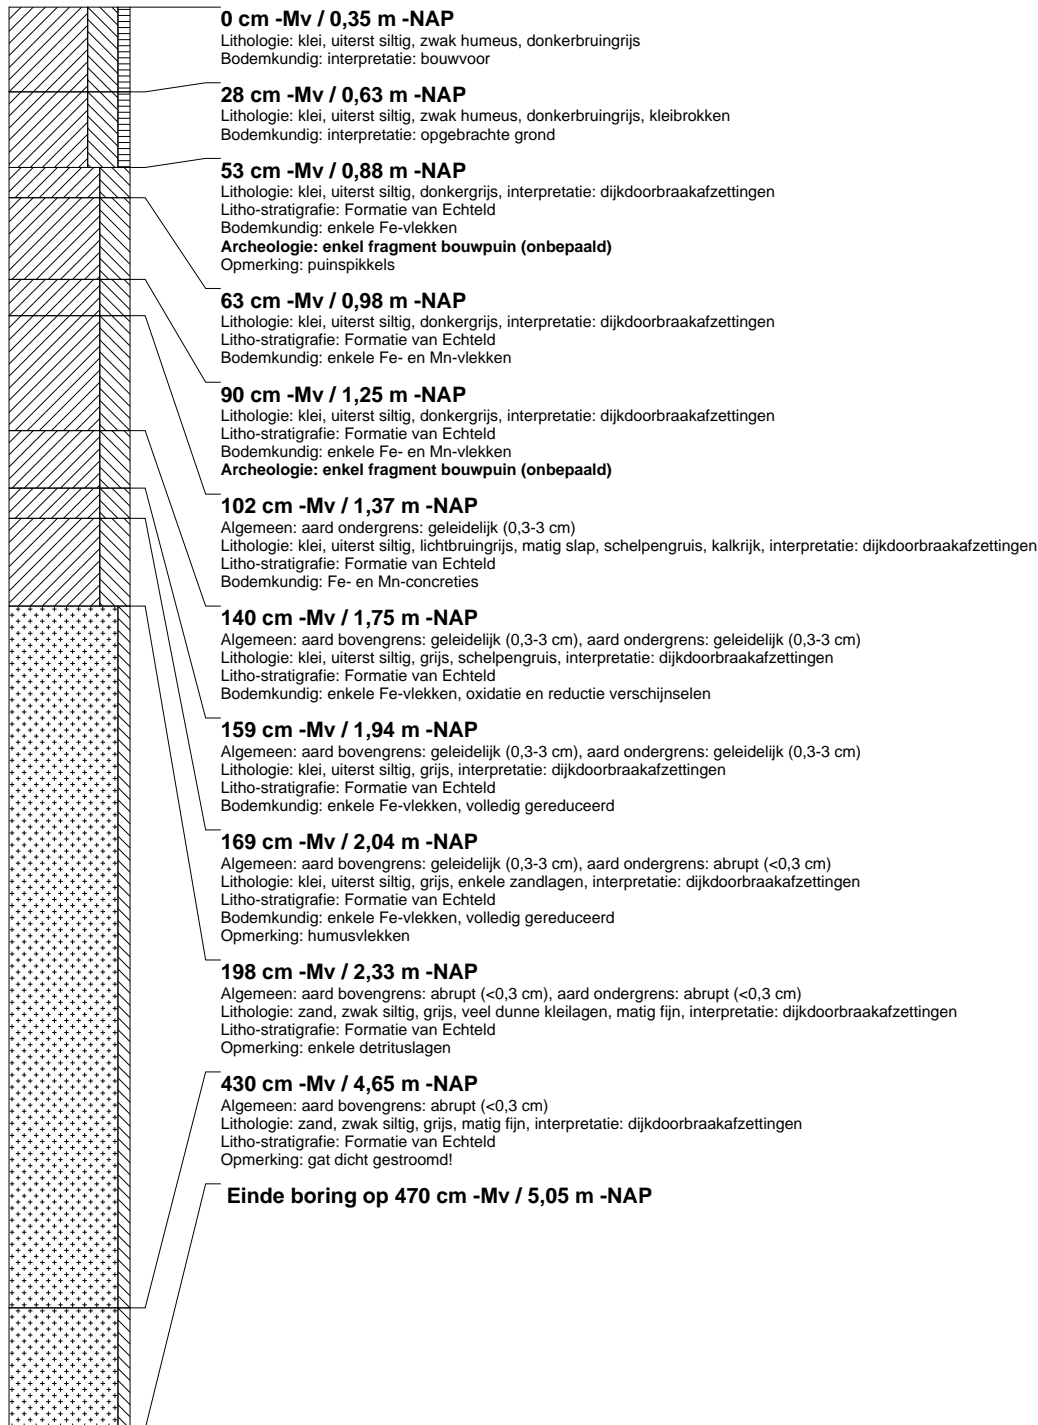 0 cm -Mv / 0,35 m -NAP
Lithologie: klei, uiterst siltig, zwak humeus, donkerbruingrijs
Bodemkundig: interpretatie: bouwvoor
28 cm -Mv / 0,63 m -NAP
Lithologie: klei, uiterst siltig, zwak humeus, donkerbruingrijs, kleibrokken
Bodemkundig: interpretatie: opgebrachte grond
53 cm -Mv / 0,88 m -NAP
Lithologie: klei, uiterst siltig, donkergrijs, interpretatie: dijkdoorbraakafzettingen
Litho-stratigrafie: Formatie van Echteld
Bodemkundig: enkele Fe-vlekken
Archeologie: enkel fragment bouwpuin (onbepaald)
Opmerking: puinspikkels
63 cm -Mv / 0,98 m -NAP
Lithologie: klei, uiterst siltig, donkergrijs, interpretatie: dijkdoorbraakafzettingen
Litho-stratigrafie: Formatie van Echteld
Bodemkundig: enkele Fe- en Mn-vlekken
90 cm -Mv / 1,25 m -NAP
Lithologie: klei, uiterst siltig, donkergrijs, interpretatie: dijkdoorbraakafzettingen
Litho-stratigrafie: Formatie van Echteld
Bodemkundig: enkele Fe- en Mn-vlekken
Archeologie: enkel fragment bouwpuin (onbepaald)
102 cm -Mv / 1,37 m -NAP
Algemeen: aard ondergrens: geleidelijk (0,3-3 cm)
Lithologie: klei, uiterst siltig, lichtbruingrijs, matig slap, schelpengruis, kalkrijk, interpretatie: dijkdoorbraakafzettingen
Litho-stratigrafie: Formatie van Echteld
Bodemkundig: Fe- en Mn-concreties
140 cm -Mv / 1,75 m -NAP
Algemeen: aard bovengrens: geleidelijk (0,3-3 cm), aard ondergrens: geleidelijk (0,3-3 cm)
Lithologie: klei, uiterst siltig, grijs, schelpengruis, interpretatie: dijkdoorbraakafzettingen
Litho-stratigrafie: Formatie van Echteld
Bodemkundig: enkele Fe-vlekken, oxidatie en reductie verschijnselen
159 cm -Mv / 1,94 m -NAP
Algemeen: aard bovengrens: geleidelijk (0,3-3 cm), aard ondergrens: geleidelijk (0,3-3 cm)
Lithologie: klei, uiterst siltig, grijs, interpretatie: dijkdoorbraakafzettingen
Litho-stratigrafie: Formatie van Echteld
Bodemkundig: enkele Fe-vlekken, volledig gereduceerd
169 cm -Mv / 2,04 m -NAP
Algemeen: aard bovengrens: geleidelijk (0,3-3 cm), aard ondergrens: abrupt (<0,3 cm)
Lithologie: klei, uiterst siltig, grijs, enkele zandlagen, interpretatie: dijkdoorbraakafzettingen
Litho-stratigrafie: Formatie van Echteld
Bodemkundig: enkele Fe-vlekken, volledig gereduceerd
Opmerking: humusvlekken
198 cm -Mv / 2,33 m -NAP
Algemeen: aard bovengrens: abrupt (<0,3 cm), aard ondergrens: abrupt (<0,3 cm)
Lithologie: zand, zwak siltig, grijs, veel dunne kleilagen, matig fijn, interpretatie: dijkdoorbraakafzettingen
Litho-stratigrafie: Formatie van Echteld
Opmerking: enkele detrituslagen
430 cm -Mv / 4,65 m -NAP
Algemeen: aard bovengrens: abrupt (<0,3 cm)
Lithologie: zand, zwak siltig, grijs, matig fijn, interpretatie: dijkdoorbraakafzettingen
Litho-stratigrafie: Formatie van Echteld
Opmerking: gat dicht gestroomd!
Einde boring op 470 cm -Mv / 5,05 m -NAP